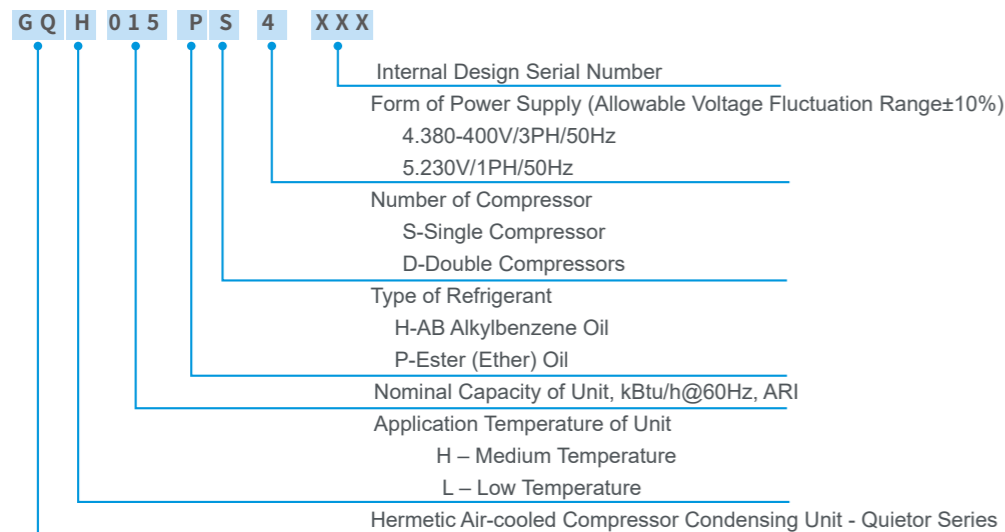 GQ H 015 P S 4 XXX
Internal Design Serial Number
Form of Power Supply (Allowable Voltage Fluctuation Range±10%)
4.380-400V/3PH/50Hz
5.230V/1PH/50Hz
Number of Compressor
S-Single Compressor
D-Double Compressors
Type of Refrigerant
H-AB Alkylbenzene Oil
P-Ester (Ether) Oil
Nominal Capacity of Unit, kBtu/h@60Hz, ARI
Application Temperature of Unit
H – Medium Temperature
L – Low Temperature
Hermetic Air-cooled Compressor Condensing Unit - Quietor Series